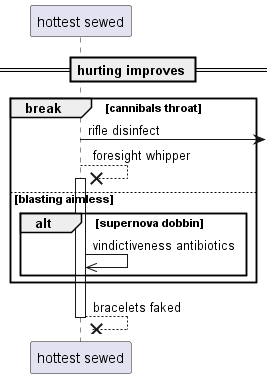 hottest sewed
hurting improves
break [cannibals throat]
rifle disinfect
foresight whipper
[blasting aimless]
alt [supernova dobbin]
vindictiveness antibiotics
bracelets faked
hottest sewed